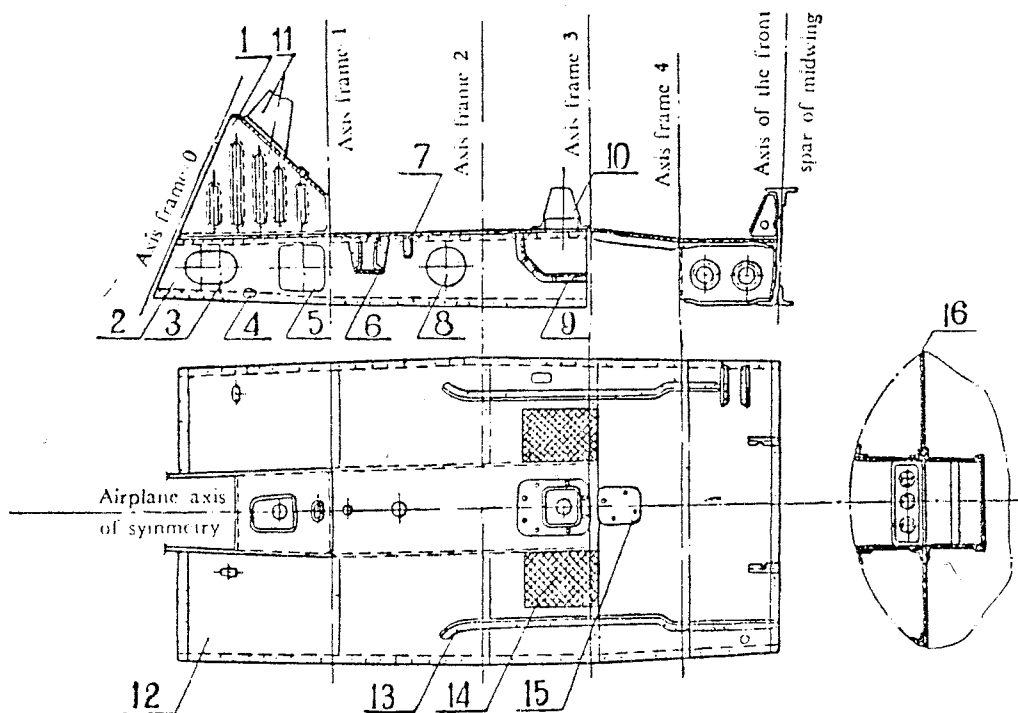 1 11
Axis frame 0
Axis frame 1
Axis frame 2
Axis frame 3
Axis frame 4
Axis of the front
spar of midwing
7
10
2 3 4 5 6 8 9
16
Airplane axis
of symmetry
12 13 14 15